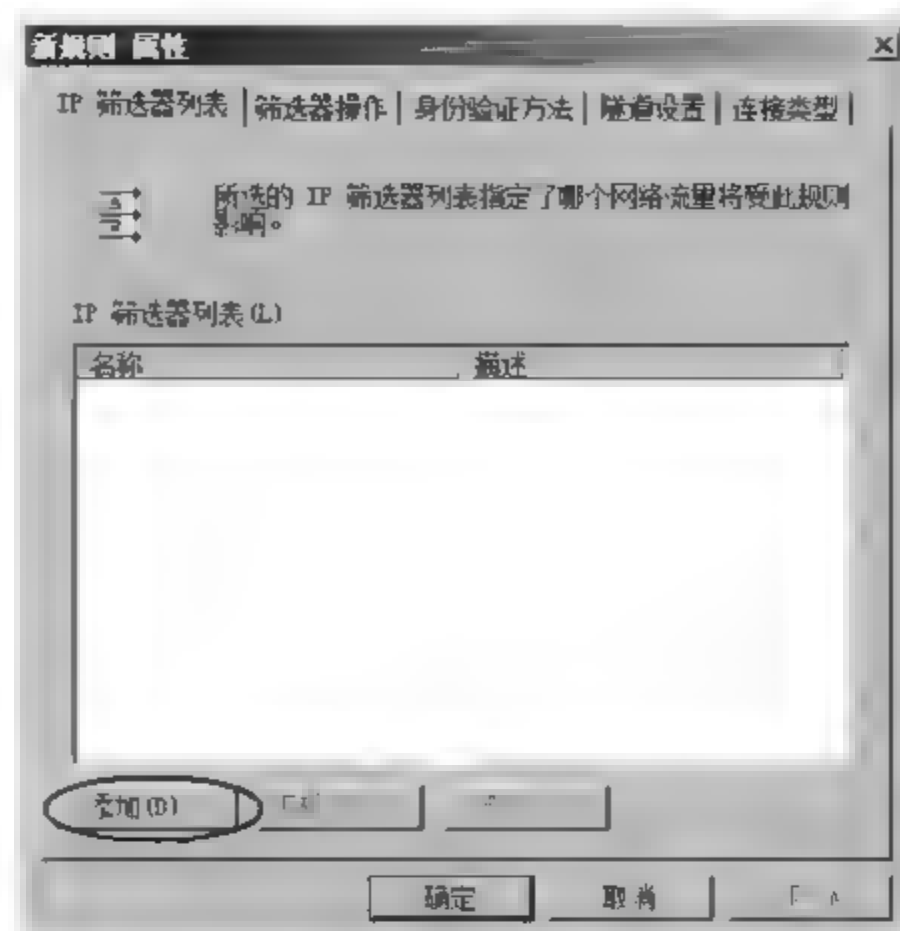 新规则 属性
IP 筛选器列表 筛选器操作 身份验证方法 隧道设置 连接类型
所选的 IP 筛选器列表指定了哪个网络流量将受此规则
影响。
IP 筛选器列表(L)
名称 描述
添加(D)
确定 取消